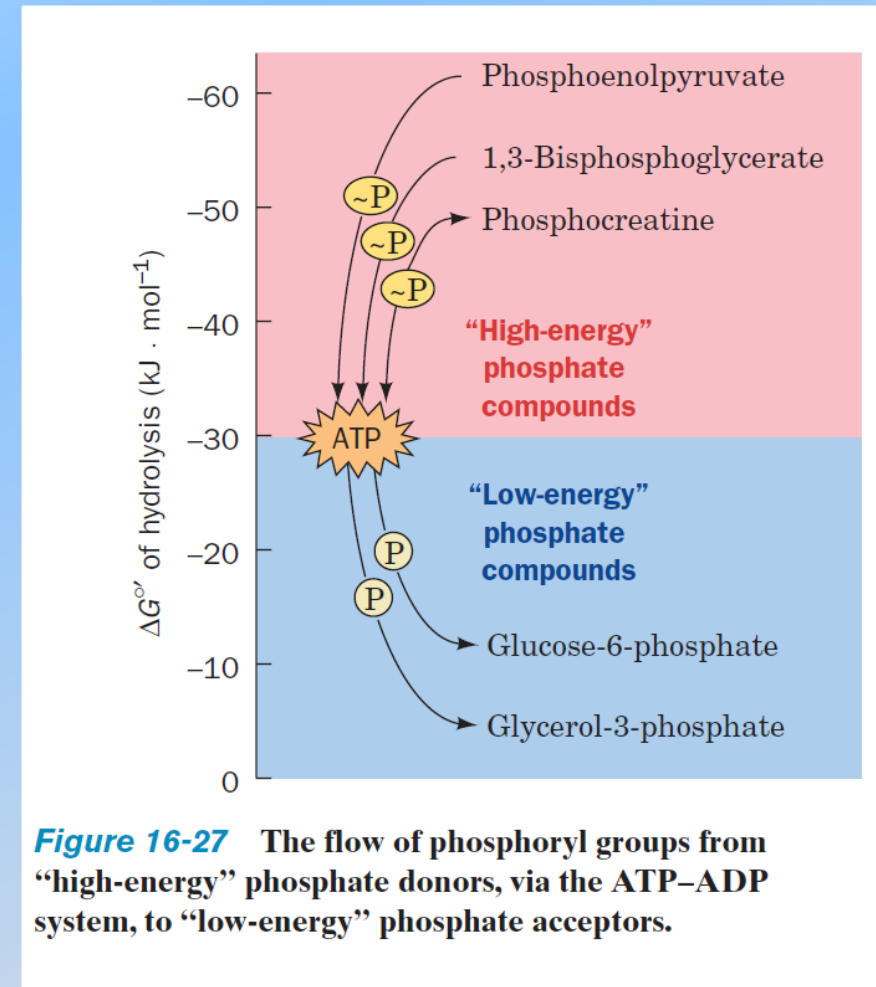 −60
−50
−40
−30
−20
−10
0
ΔG°′ of hydrolysis (kJ · mol−1)
Phosphoenolpyruvate
1,3-Bisphosphoglycerate
Phosphocreatine
~P
~P
~P
“High-energy”
phosphate
compounds
ATP
“Low-energy”
phosphate
compounds
P
P
Glucose-6-phosphate
Glycerol-3-phosphate
Figure 16-27 The flow of phosphoryl groups from
“high-energy” phosphate donors, via the ATP–ADP
system, to “low-energy” phosphate acceptors.